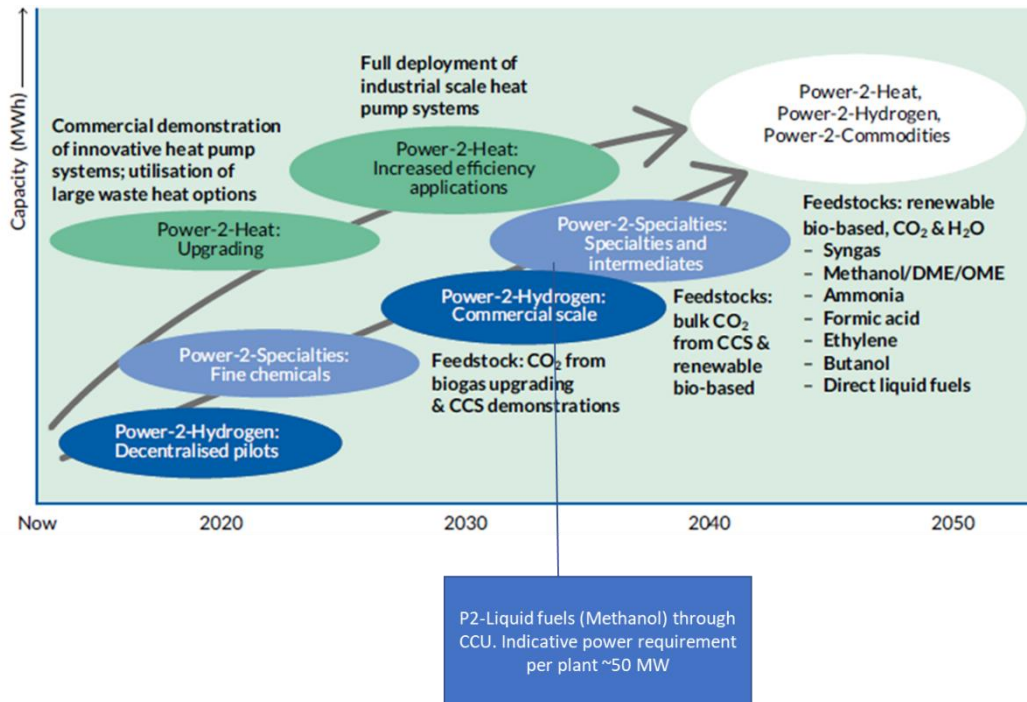 Capacity (MWh)
Commercial demonstration
of innovative heat pump
systems; utilisation of
large waste heat options
Full deployment of
industrial scale heat
pump systems
Power-2-Heat:
Upgrading
Power-2-Heat:
Increased efficiency
applications
Power-2-Heat,
Power-2-Hydrogen,
Power-2-Commodities
Power-2-Specialties:
Fine chemicals
Power-2-Hydrogen:
Decentralised pilots
Power-2-Specialties:
Specialties and
intermediates
Power-2-Hydrogen:
Commercial scale
Feedstock: CO₂ from
biogas upgrading
& CCS demonstrations
Feedstocks:
bulk CO₂
from CCS &
renewable
bio-based
Feedstocks: renewable
bio-based, CO₂ & H₂O
– Syngas
– Methanol/DME/OME
– Ammonia
– Formic acid
– Ethylene
– Butanol
– Direct liquid fuels
Now 2020 2030 2040 2050
P2-Liquid fuels (Methanol) through
CCU. Indicative power requirement
per plant ~50 MW